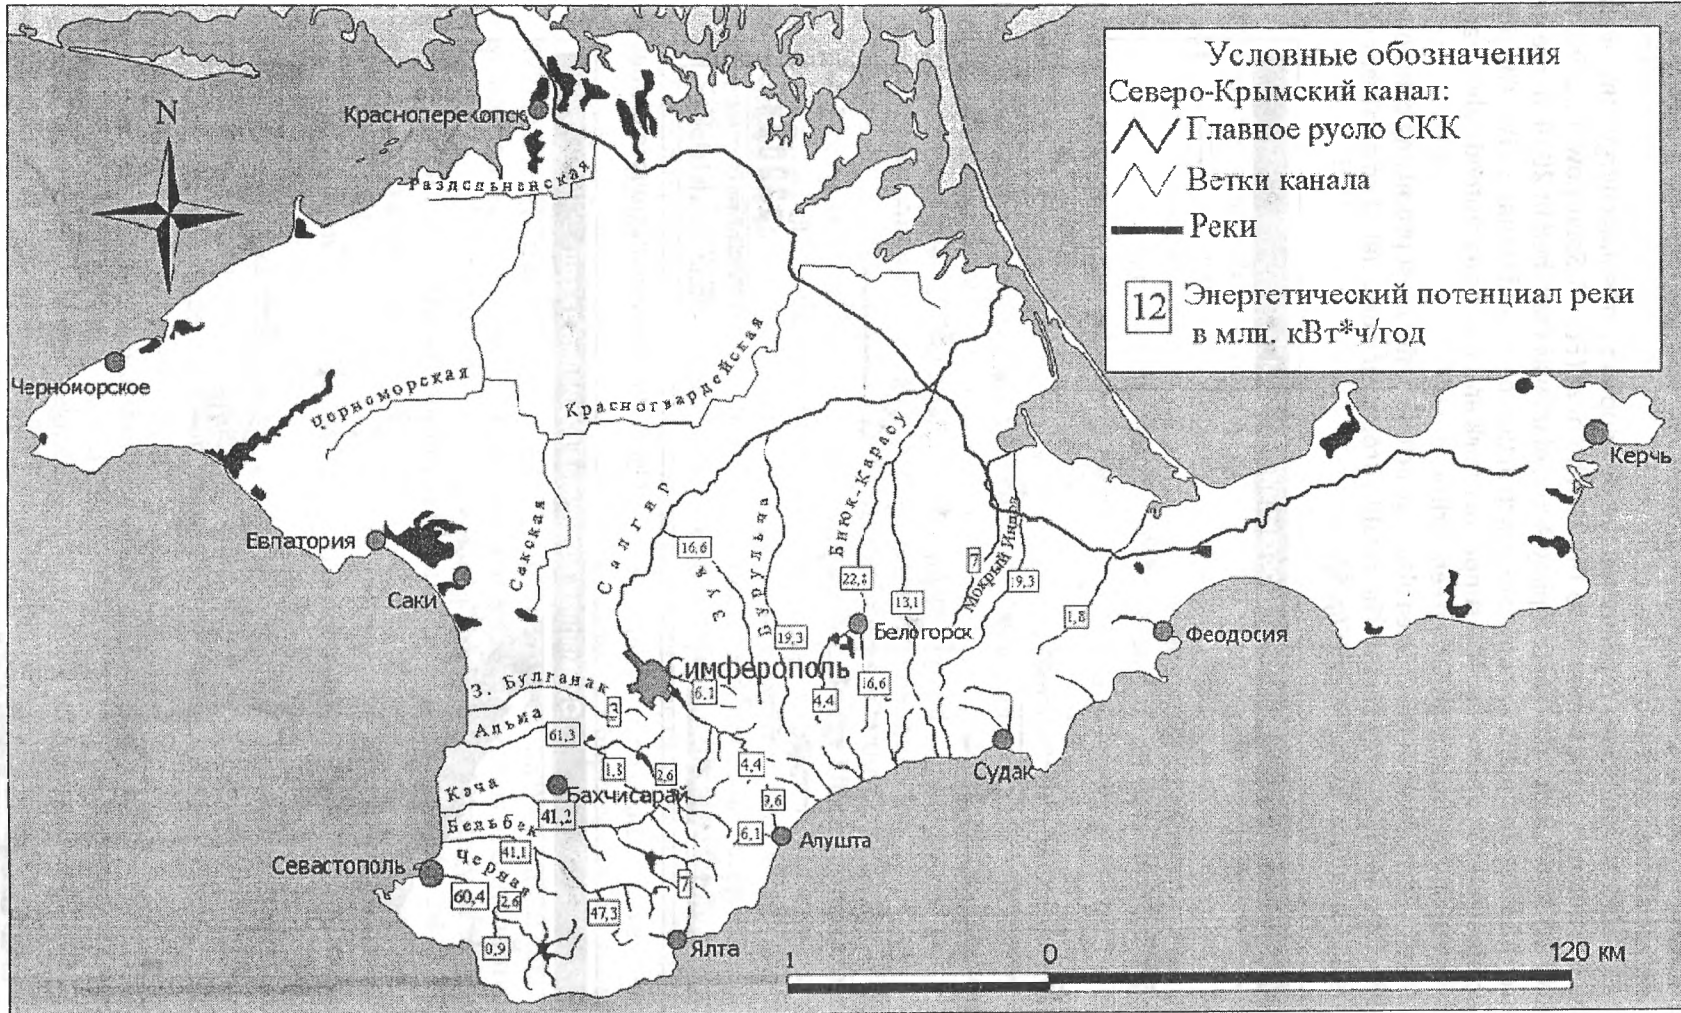 Условные обозначения
Северо-Крымский канал:
Главное русло СКК
Ветки канала
Реки
12
Энергетический потенциал реки
в млн. кВт*ч/год
N
Красноперекопск
Раздольненская
Черноморское
Черноморская
Красногвардейская
Керчь
Евпатория
Саки
Сакская
Салгир
16,6
Зуя
Бурульча
Биюк-Карасу
22,8
13,1
7
Мокрый Индол
19,3
1,8
Феодосия
Белогорск
19,3
Симферополь
6,1
4,4
16,6
З. Булганак
3
Альма
61,3
1,3
2,6
4,4
Судак
Кача
Бахчисарай
41,2
9,6
6,1
Алушта
Бельбек
41,1
Севастополь
Черная
60,4
2,6
47,3
7
0,9
Ялта
1
0
120 км